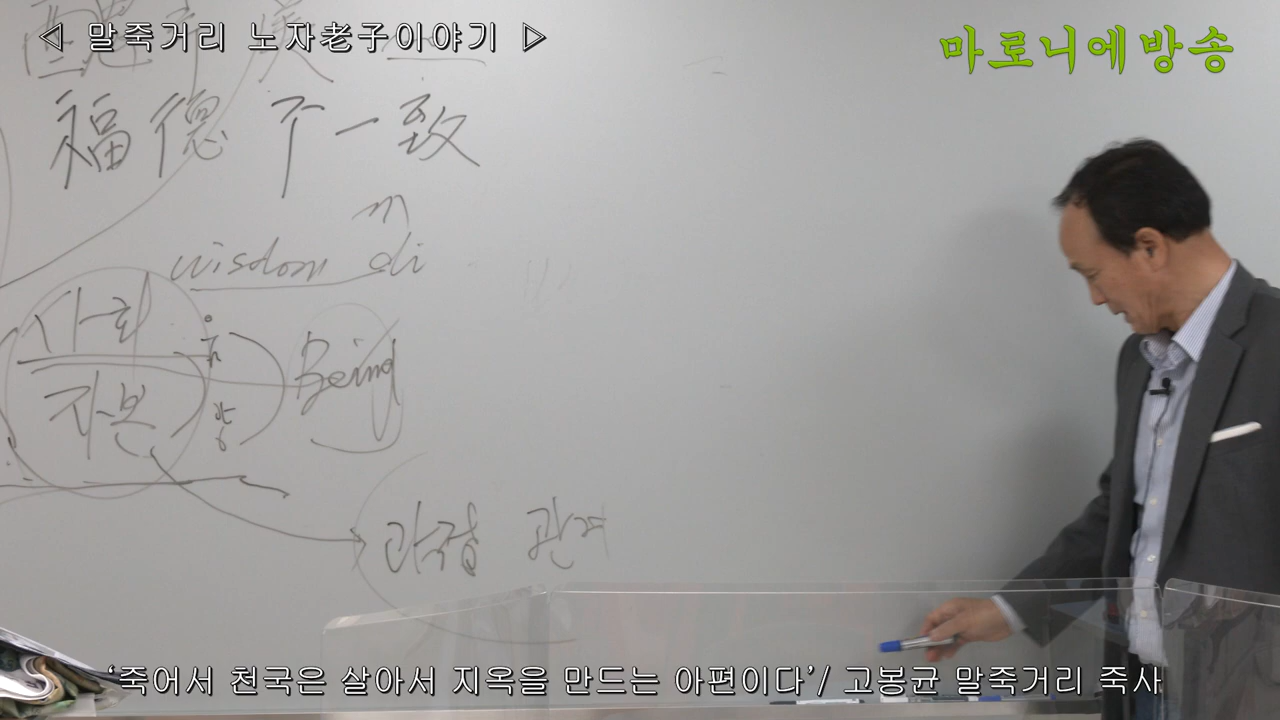 ◁ 말죽거리 노자老子이야기 ▷
마로니에방송
福德不一致
m
wisdom di
사회
자본
Being
과정 관계
‘죽어서 천국은 살아서 지옥을 만드는 아편이다’/ 고봉균 말죽거리 죽사